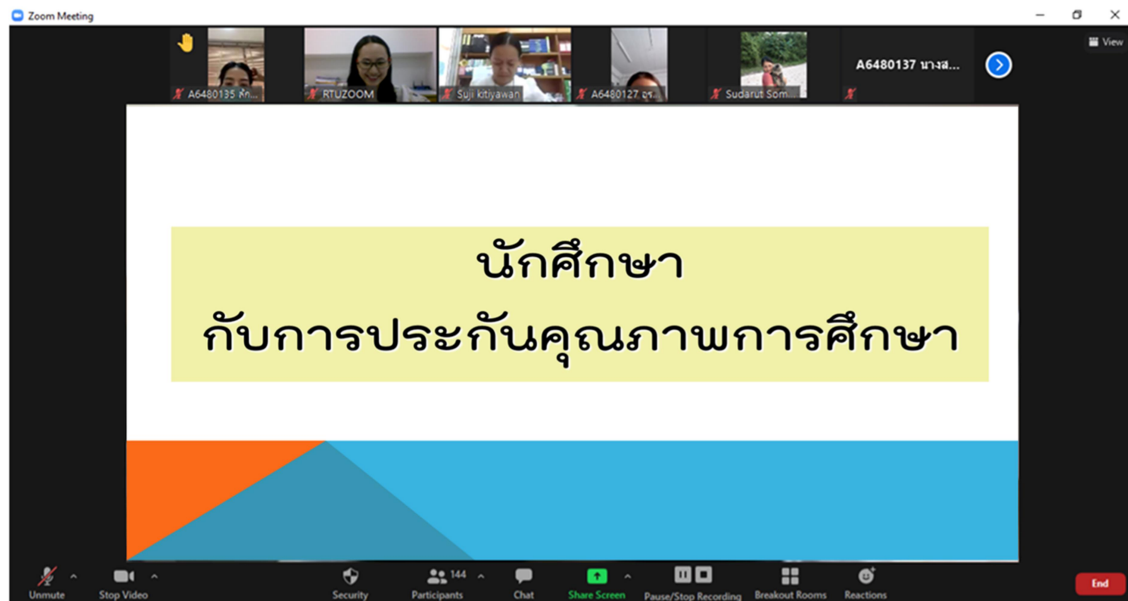 Zoom Meeting
View
A6480135
RTUZOOM
Suji kitiyawan
A6480127
Sudarut Som...
A6480137 นางส...
นักศึกษา
กับการประกันคุณภาพการศึกษา
Unmute
Stop Video
Security
144
Participants
Chat
Share Screen
Pause/Stop Recording
Breakout Rooms
Reactions
End